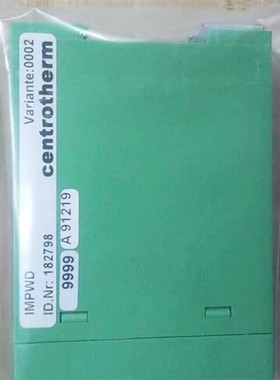 IMPWD Variante:0002
ID.Nr: 182798 centrotherm
9999 A 91219